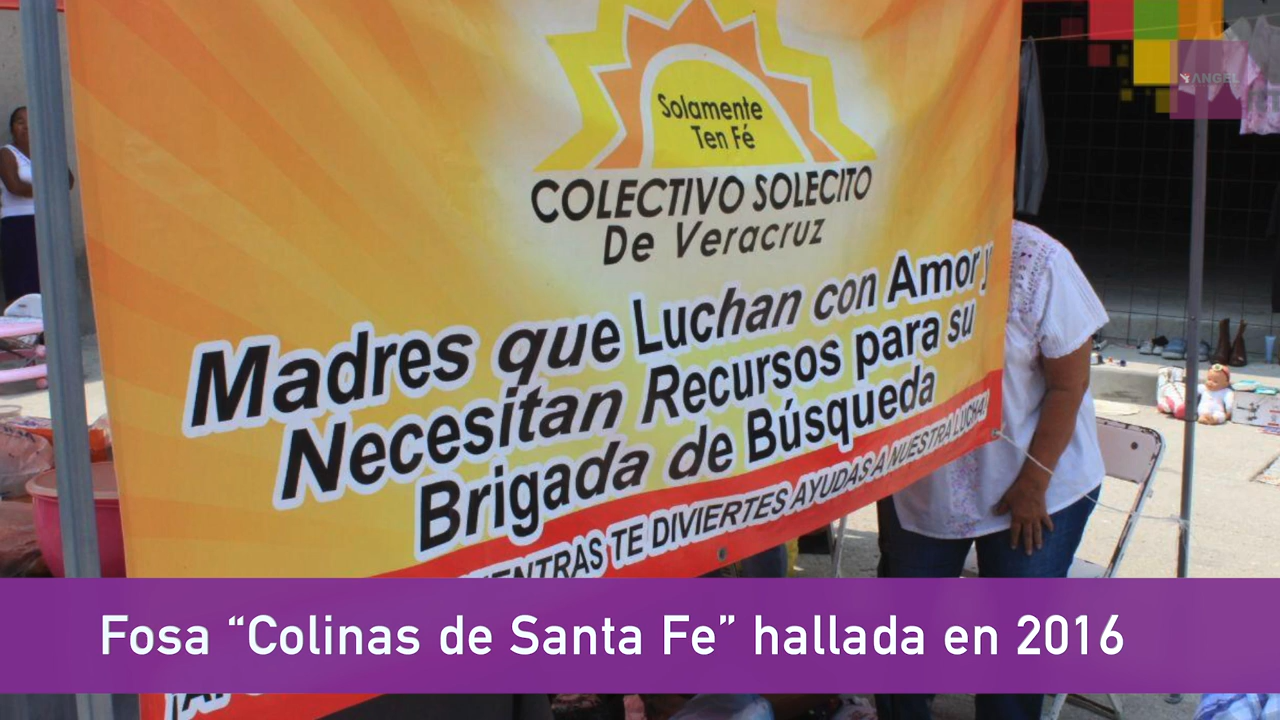 ANGEL
Solamente
Ten Fé
COLECTIVO SOLECITO
De Veracruz
Madres que Luchan con Amor y
Necesitan Recursos para su
Brigada de Búsqueda
MIENTRAS TE DIVIERTES AYUDAS A NUESTRA LUCHA!
Fosa “Colinas de Santa Fe” hallada en 2016